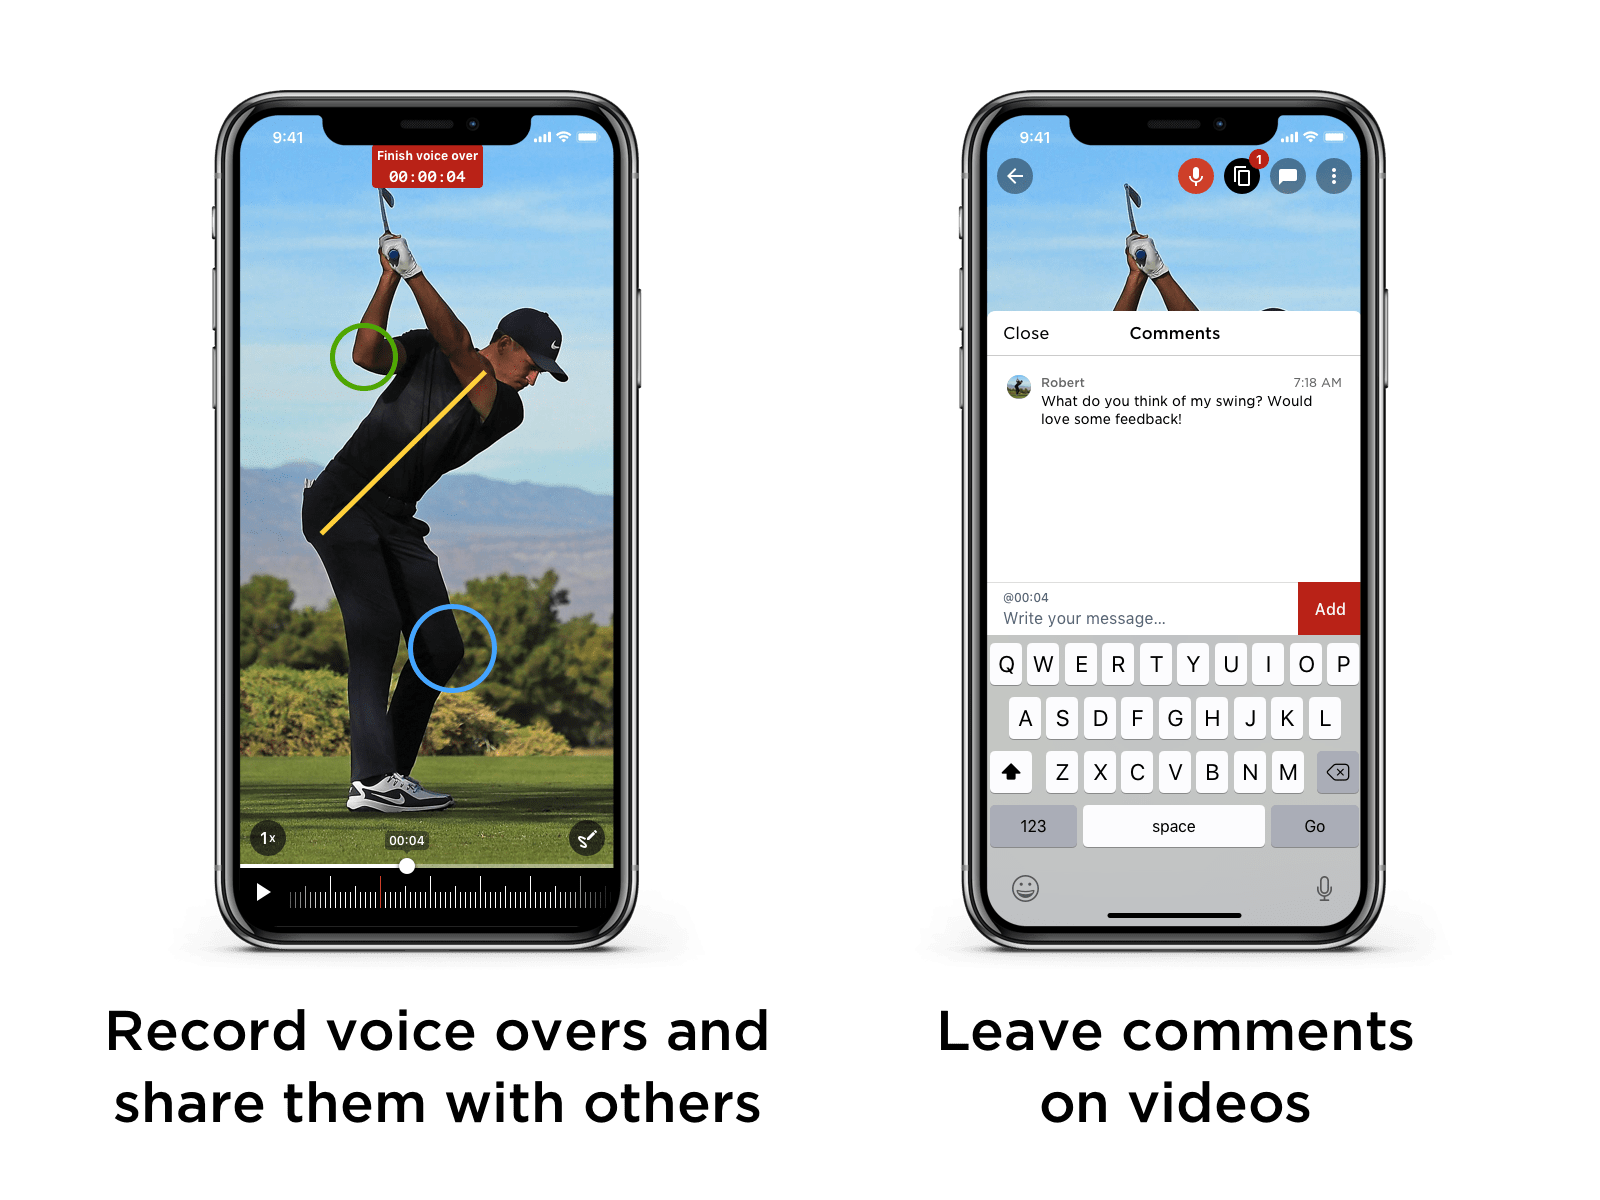 9:41
Finish voice over
00:00:04
1x
00:04
Record voice overs and
share them with others
9:41
1
Close
Comments
Robert
7:18 AM
What do you think of my swing? Would
love some feedback!
@00:04
Write your message...
Add
Q W E R T Y U I O P
A S D F G H J K L
Z X C V B N M
123
space
Go
Leave comments
on videos